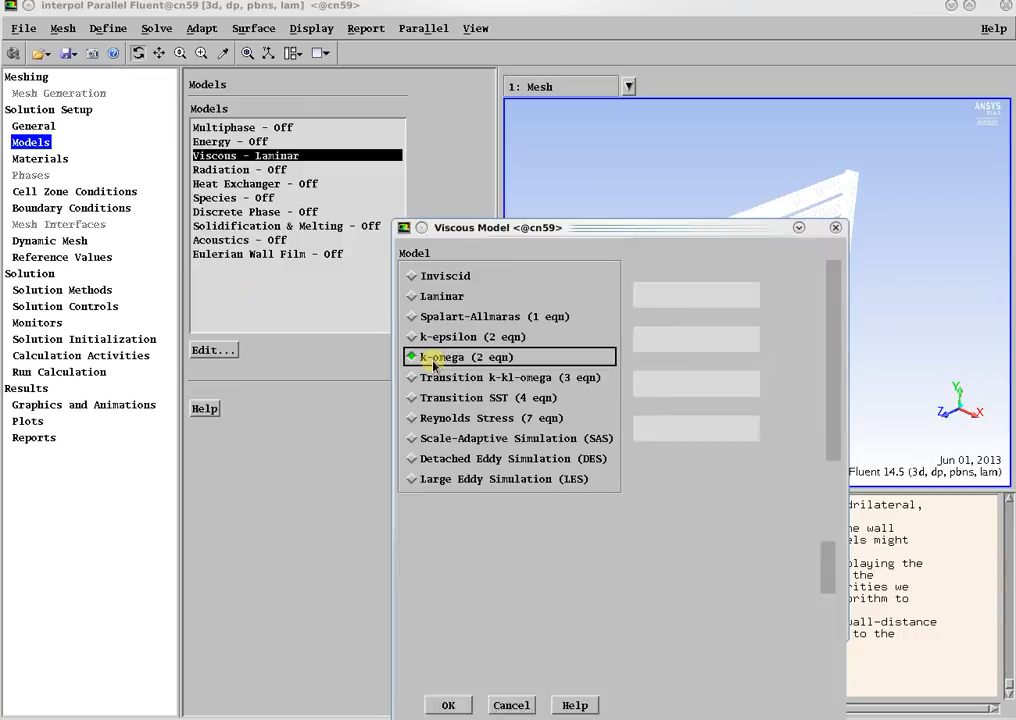 interpol Parallel Fluent@cn59 [3d, dp, pbns, lam] <@cn59>
File Mesh Define Solve Adapt Surface Display Report Parallel View Help
Meshing
Mesh Generation
Solution Setup
General
Models
Materials
Phases
Cell Zone Conditions
Boundary Conditions
Mesh Interfaces
Dynamic Mesh
Reference Values
Solution
Solution Methods
Solution Controls
Monitors
Solution Initialization
Calculation Activities
Run Calculation
Results
Graphics and Animations
Plots
Reports
Models
Models
Multiphase - Off
Energy - Off
Viscous - Laminar
Radiation - Off
Heat Exchanger - Off
Species - Off
Discrete Phase - Off
Solidification & Melting - Off
Acoustics - Off
Eulerian Wall Film - Off
Edit...
Help
1: Mesh
ANSYS
Viscous Model <@cn59>
Model
Inviscid
Laminar
Spalart-Allmaras (1 eqn)
k-epsilon (2 eqn)
k-omega (2 eqn)
Transition k-kl-omega (3 eqn)
Transition SST (4 eqn)
Reynolds Stress (7 eqn)
Scale-Adaptive Simulation (SAS)
Detached Eddy Simulation (DES)
Large Eddy Simulation (LES)
OK Cancel Help
Y
Z X
Jun 01, 2013
Fluent 14.5 (3d, dp, pbns, lam)
drilateral,
ne wall
els might
playing the
the
rities we
orithm to
wall-distance
to the